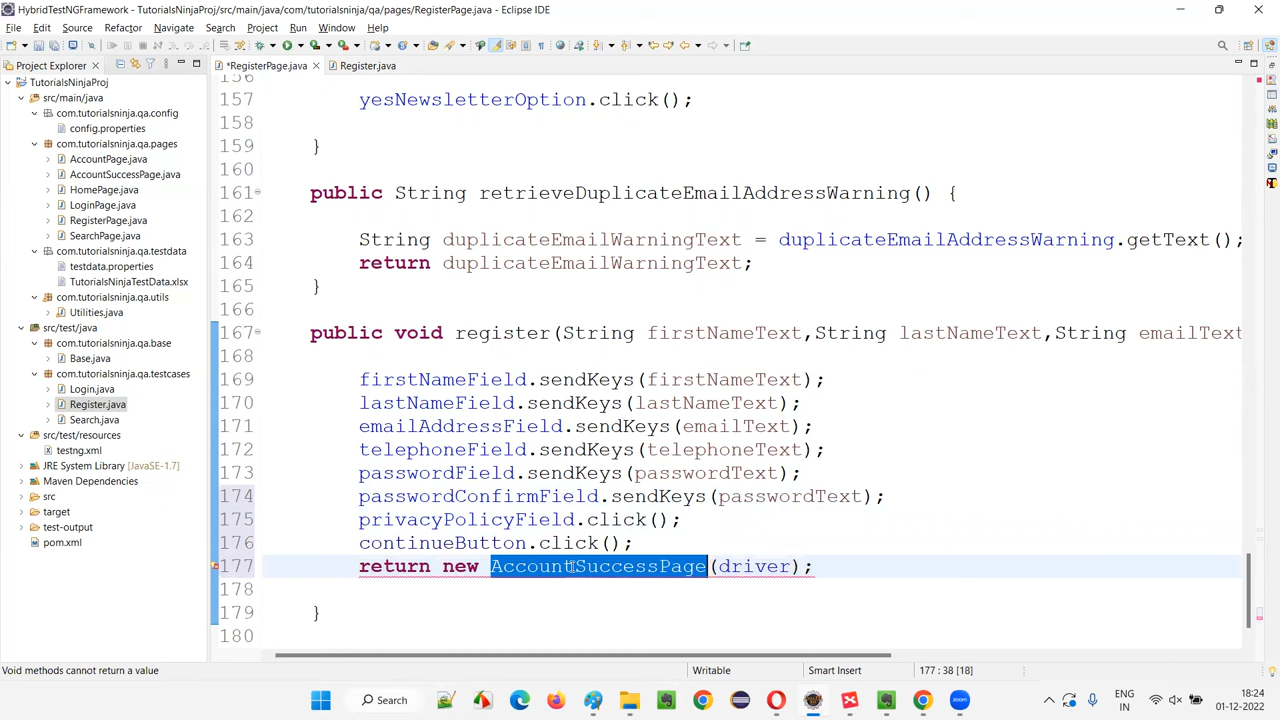 HybridTestNGFramework - TutorialsNinjaProj/src/main/java/com/tutorialsninja/qa/pages/RegisterPage.java - Eclipse IDE
File Edit Source Refactor Navigate Search Project Run Window Help
Project Explorer
*RegisterPage.java
Register.java
TutorialsNinjaProj
src/main/java
com.tutorialsninja.qa.config
config.properties
com.tutorialsninja.qa.pages
AccountPage.java
AccountSuccessPage.java
HomePage.java
LoginPage.java
RegisterPage.java
SearchPage.java
com.tutorialsninja.qa.testdata
testdata.properties
TutorialsNinjaTestData.xlsx
com.tutorialsninja.qa.utils
Utilities.java
src/test/java
com.tutorialsninja.qa.base
Base.java
com.tutorialsninja.qa.testcases
Login.java
Register.java
Search.java
src/test/resources
testng.xml
JRE System Library [JavaSE-1.7]
Maven Dependencies
src
target
test-output
pom.xml
156
157 yesNewsletterOption.click();
158
159 }
160
161 public String retrieveDuplicateEmailAddressWarning() {
162
163 String duplicateEmailWarningText = duplicateEmailAddressWarning.getText();
164 return duplicateEmailWarningText;
165 }
166
167 public void register(String firstNameText,String lastNameText,String emailText
168
169 firstNameField.sendKeys(firstNameText);
170 lastNameField.sendKeys(lastNameText);
171 emailAddressField.sendKeys(emailText);
172 telephoneField.sendKeys(telephoneText);
173 passwordField.sendKeys(passwordText);
174 passwordConfirmField.sendKeys(passwordText);
175 privacyPolicyField.click();
176 continueButton.click();
177 return new AccountSuccessPage(driver);
178
179 }
180
Void methods cannot return a value
Writable
Smart Insert
177 : 38 [18]
Search
ENG
IN
18:24
01-12-2022